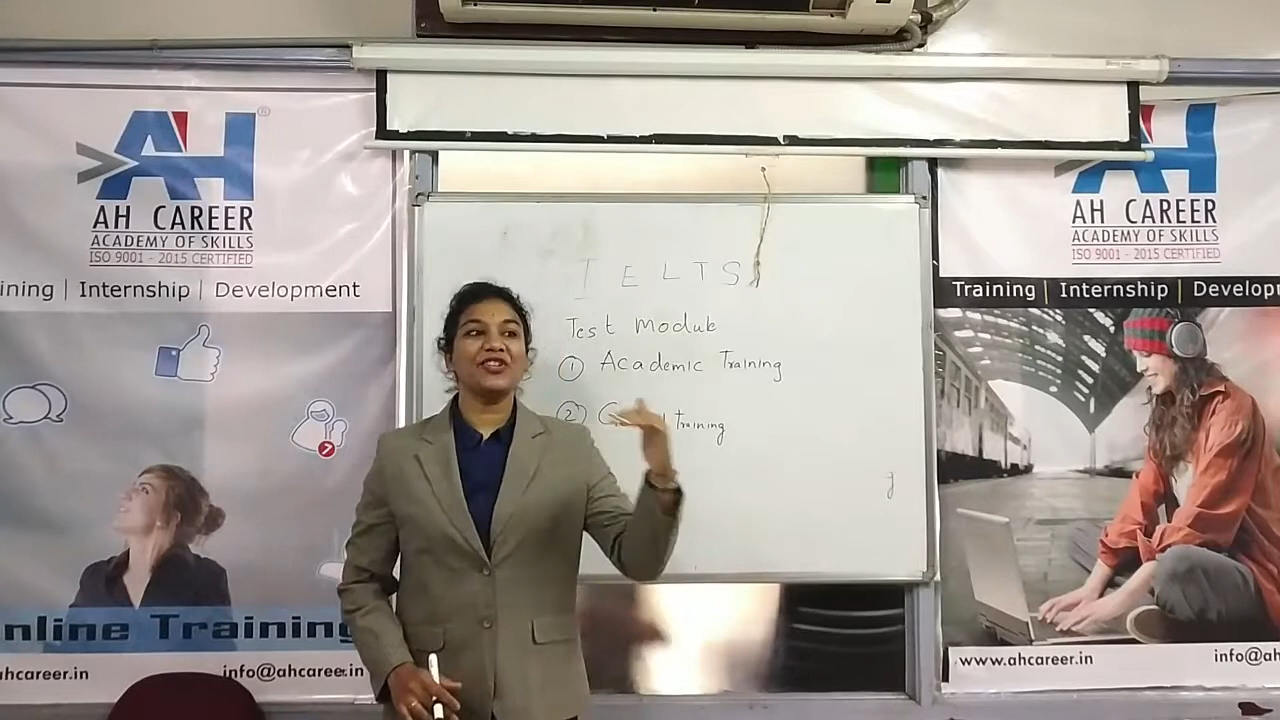 AH®
AH CAREER
ACADEMY OF SKILLS
ISO 9001 - 2015 CERTIFIED
ining | Internship | Development
7
nline Training
ahcareer.in
info@ahcareer.in
IELTS
Test Module
1 Academic Training
2 training
g
AH
AH CAREER
ACADEMY OF SKILLS
ISO 9001 - 2015 CERTIFIED
Training | Internship | Develop
www.ahcareer.in
info@a